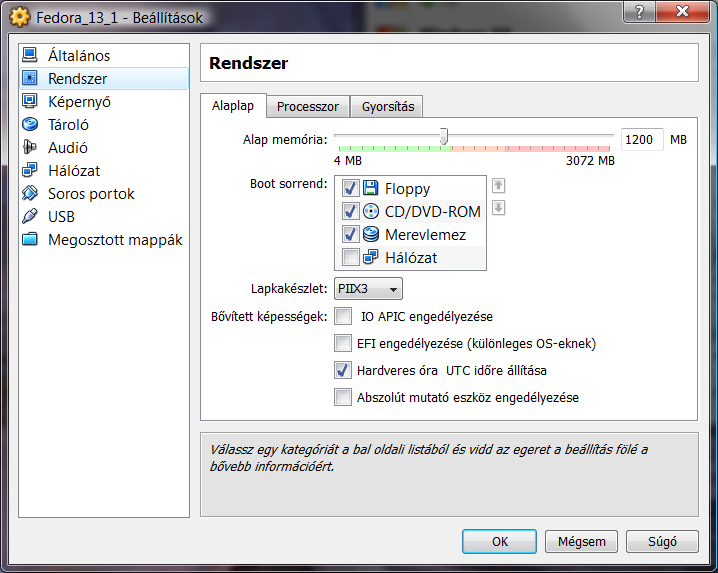 Fedora_13_1 - Beállítások
Általános
Rendszer
Képernyő
Tároló
Audió
Hálózat
Soros portok
USB
Megosztott mappák
Rendszer
Alaplap Processzor Gyorsítás
Alap memória: 1200 MB
4 MB 3072 MB
Boot sorrend: Floppy
CD/DVD-ROM
Merevlemez
Hálózat
Lapkakészlet: PIIX3
Bővített képességek: IO APIC engedélyezése
EFI engedélyezése (különleges OS-eknek)
Hardveres óra UTC időre állítása
Abszolút mutató eszköz engedélyezése
Válassz egy kategóriát a bal oldali listából és vidd az egeret a beállítás fölé a
bővebb információért.
OK Mégsem Súgó